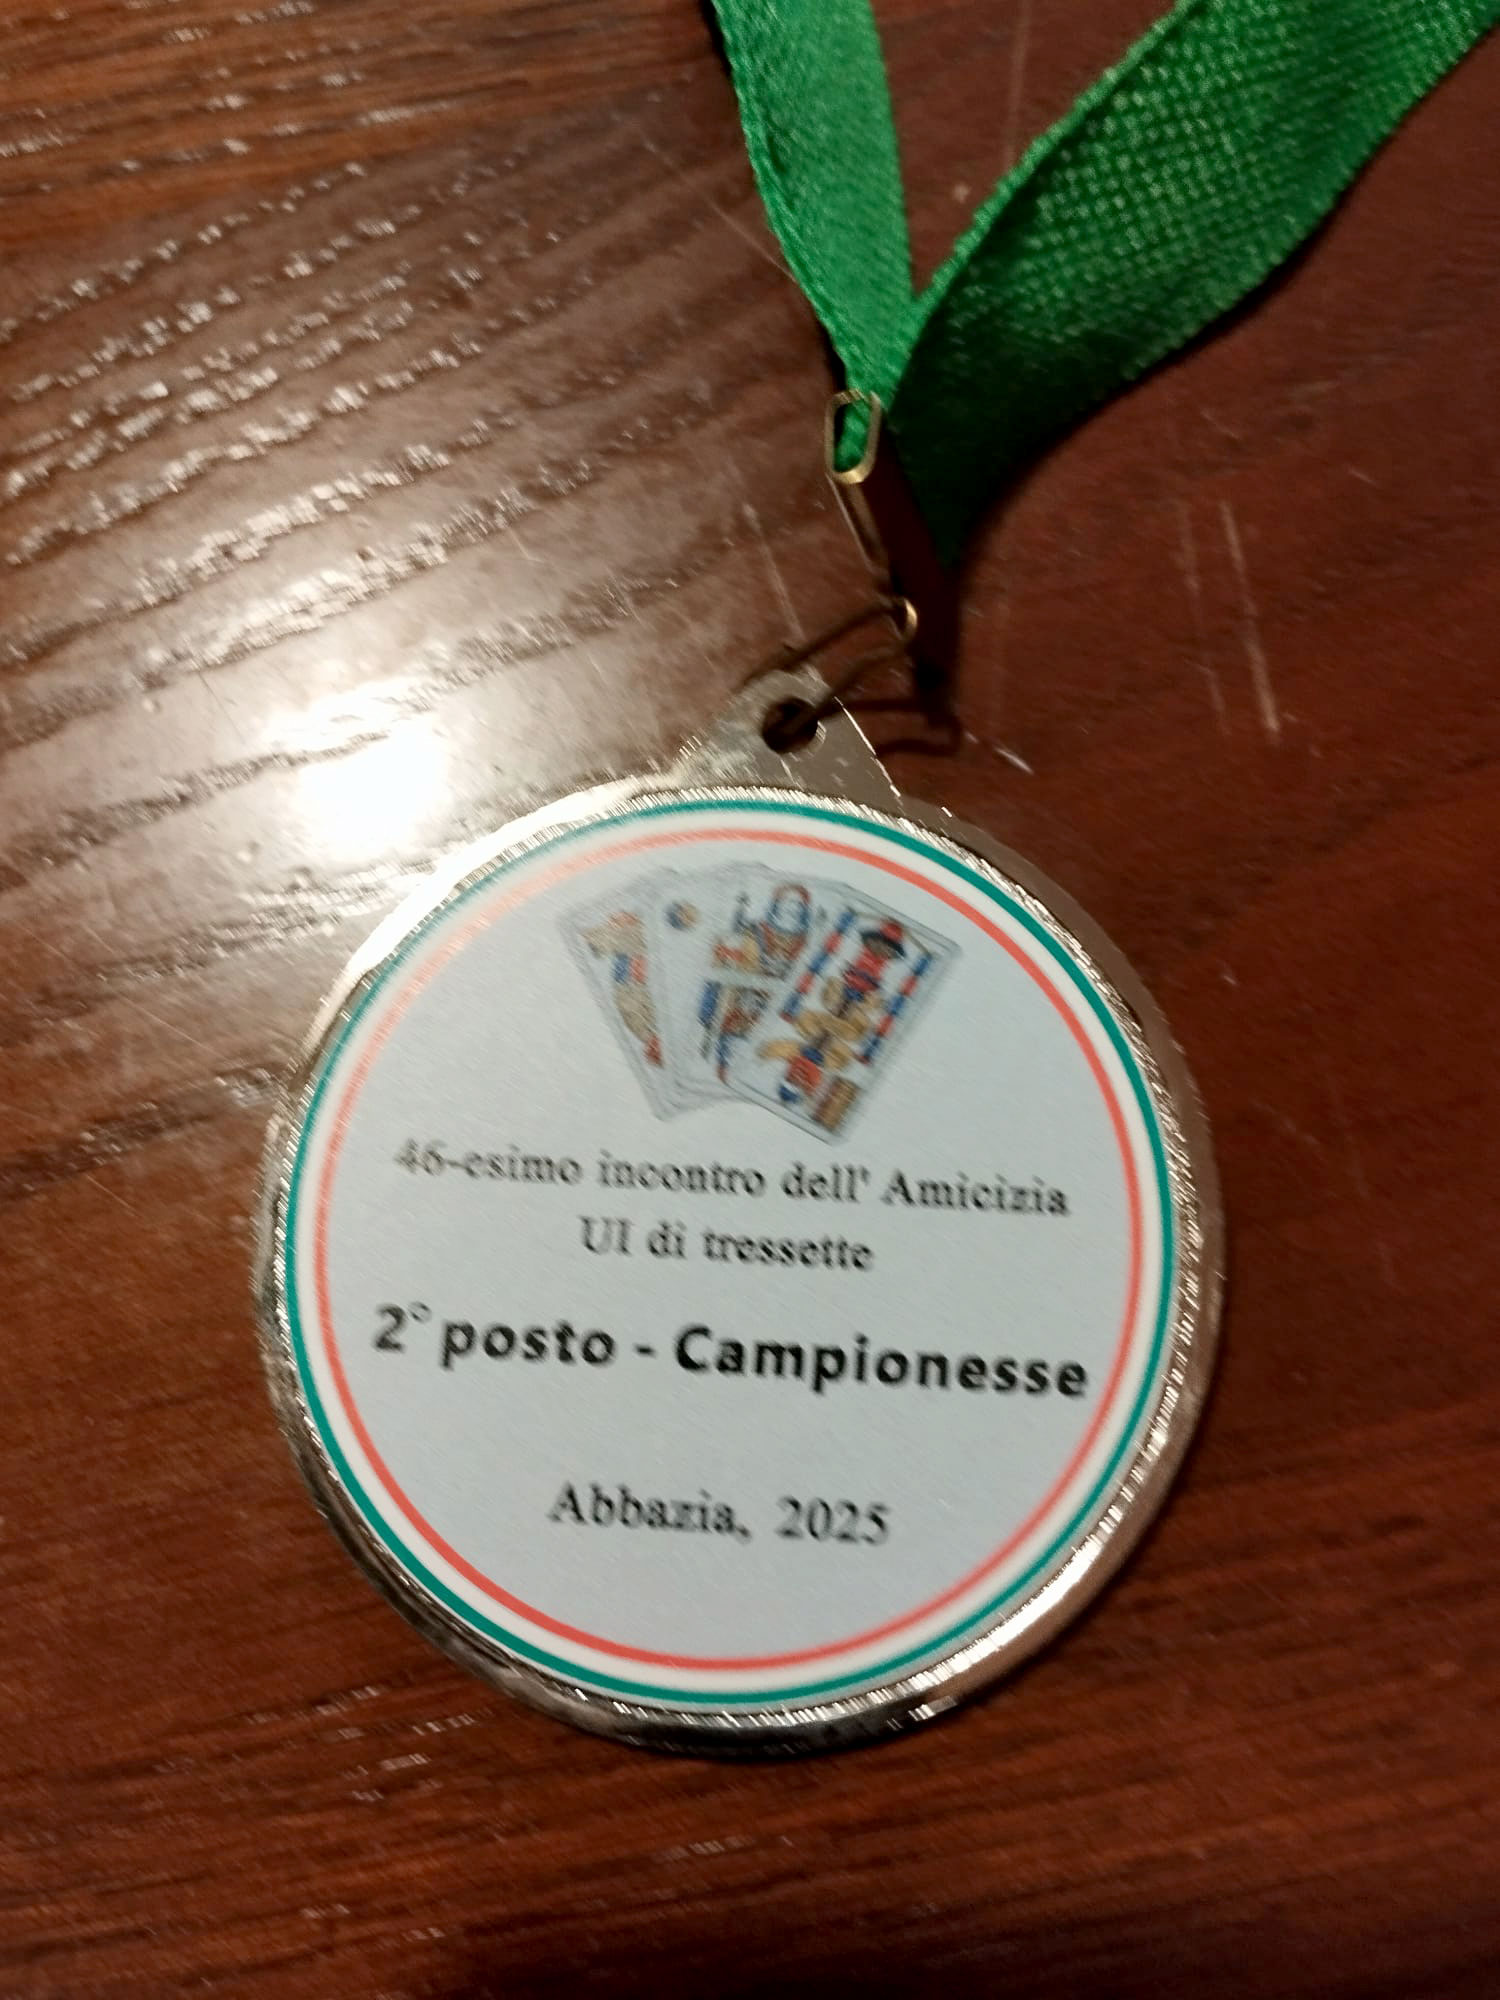 46-esimo incontro dell' Amicizia
UI di tressette
2° posto - Campionesse
Abbazia, 2025